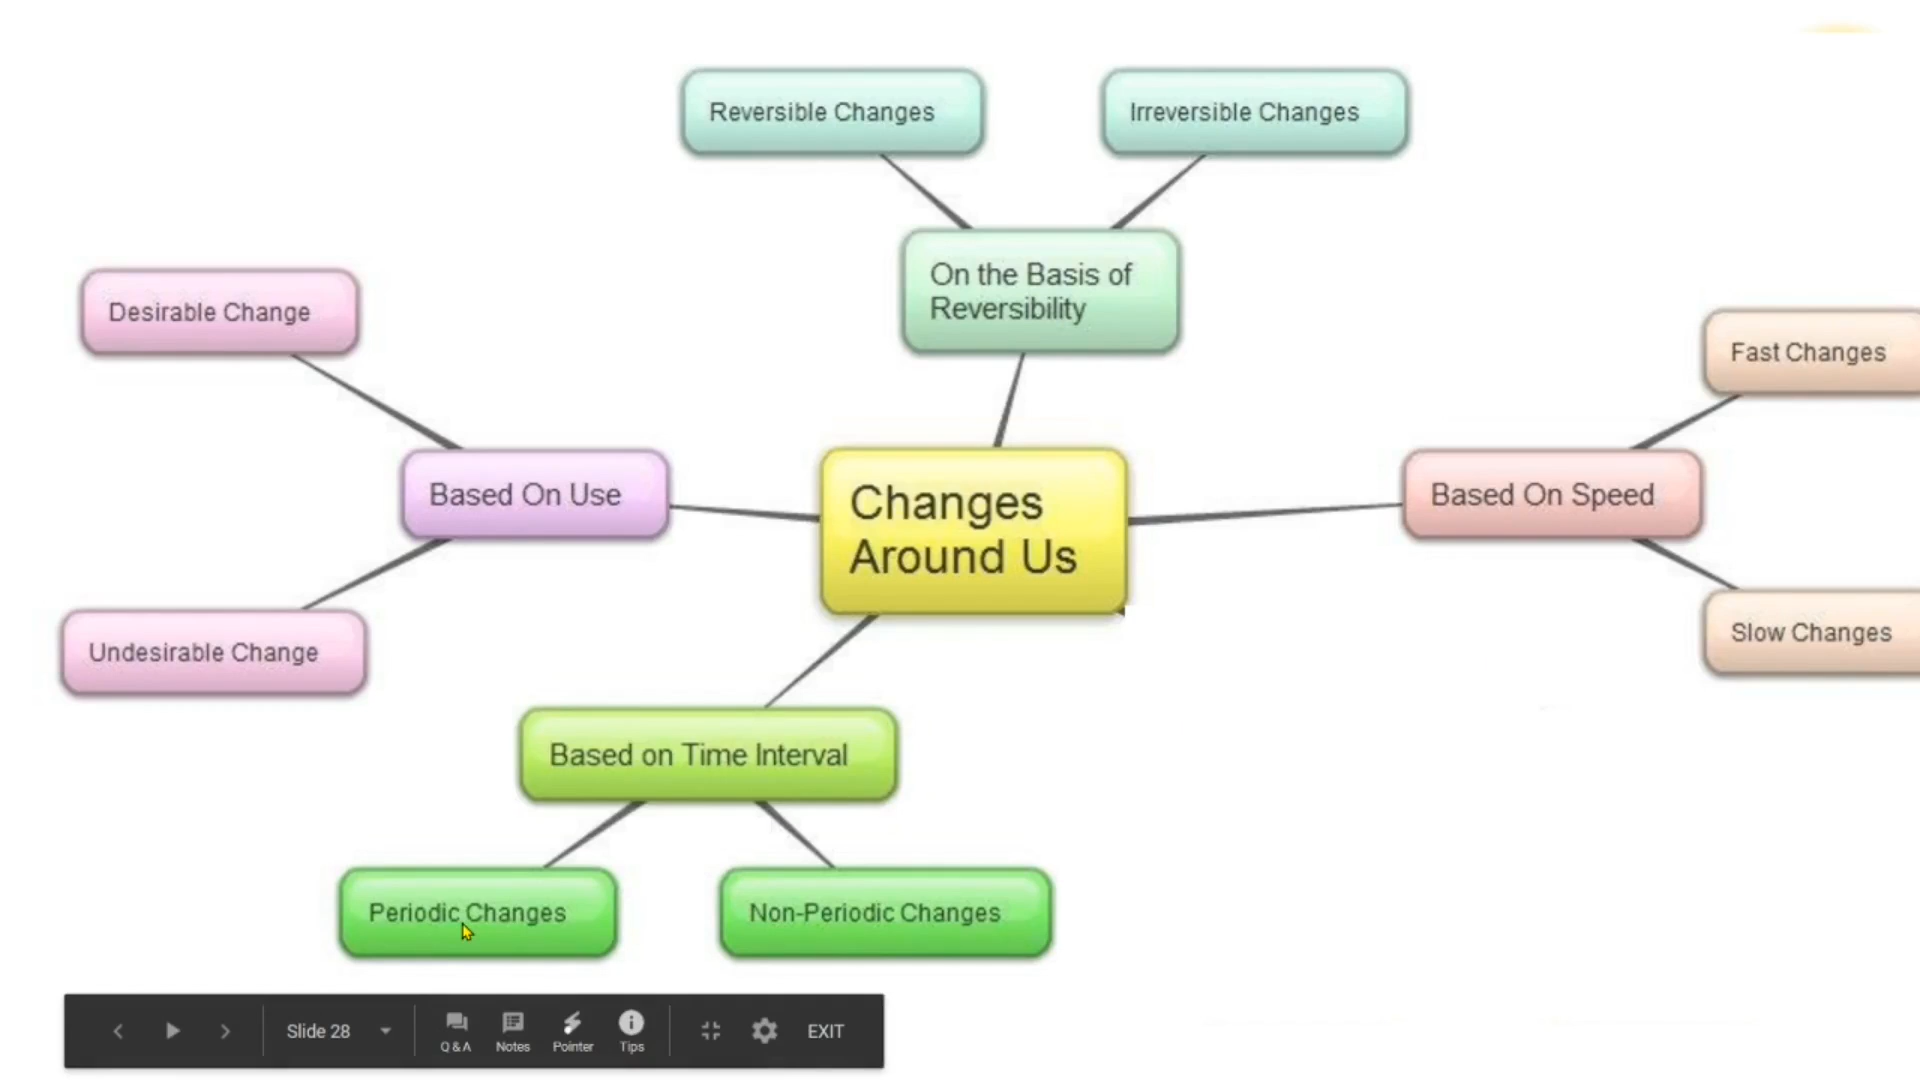 Reversible Changes
Irreversible Changes
On the Basis of
Reversibility
Desirable Change
Fast Changes
Based On Use
Changes
Around Us
Based On Speed
Undesirable Change
Slow Changes
Based on Time Interval
Periodic Changes
Non-Periodic Changes
Slide 28
Q & A
Notes
Pointer
Tips
EXIT